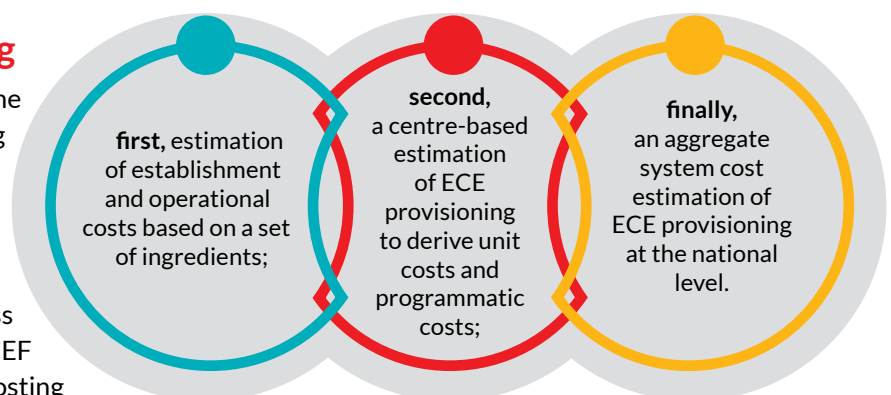 g
ne
g
ss
EF
osting
first, estimation
of establishment
and operational
costs based on a set
of ingredients;
second,
a centre-based
estimation
of ECE
provisioning
to derive unit
costs and
programmatic
costs;
finally,
an aggregate
system cost
estimation of
ECE provisioning
at the national
level.